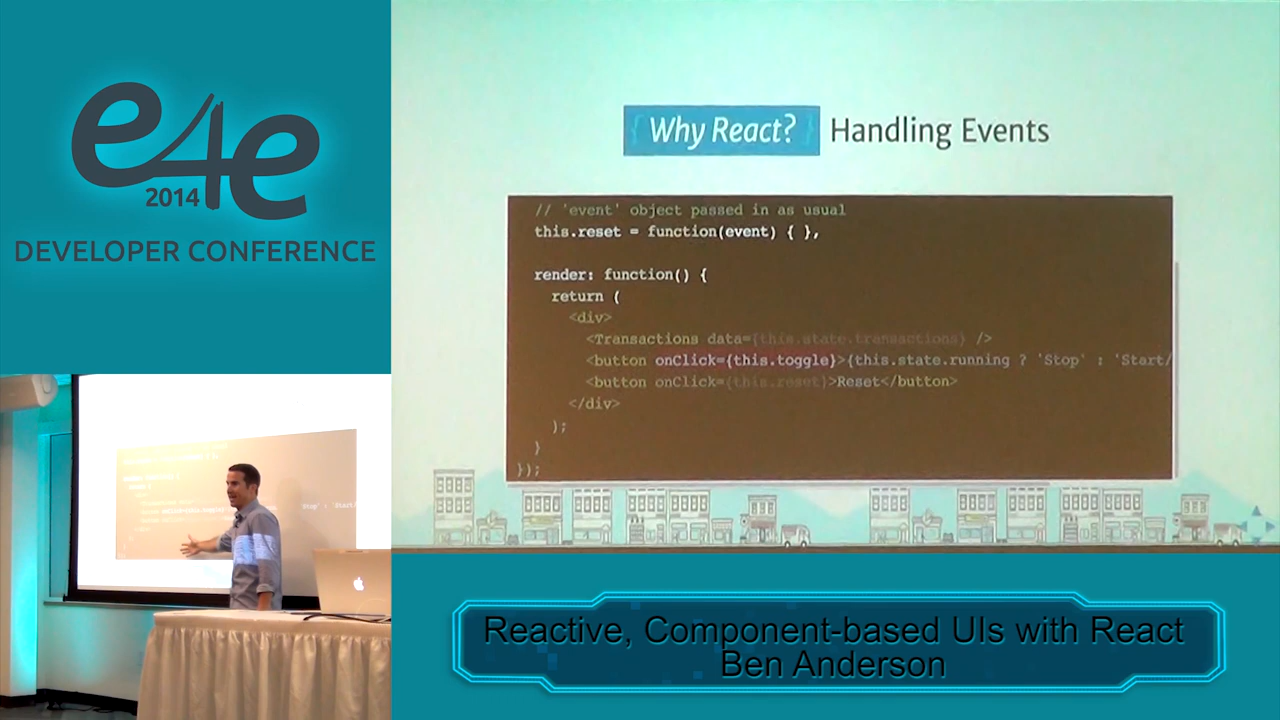 e4e
2014
DEVELOPER CONFERENCE
{ Why React? } Handling Events
// 'event' object passed in as usual
this.reset = function(event) { },
render: function() {
return (
<div>
<Transactions data={this.state.transactions} />
<button onClick={this.toggle}>{this.state.running ? 'Stop' : 'Start/
<button onClick={this.reset}>Reset</button>
</div>
);
}
});
Reactive, Component-based UIs with React
Ben Anderson